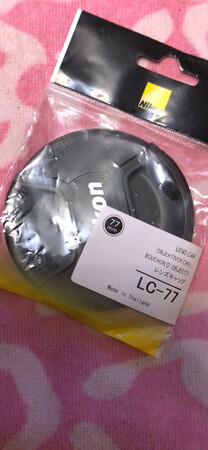 Nikon
77
mm
LENS CAP
OBJEKTIVDECKEL
BOUCHON D'OBJECTIF
レンズキャップ
LC-77
Made in Thailand